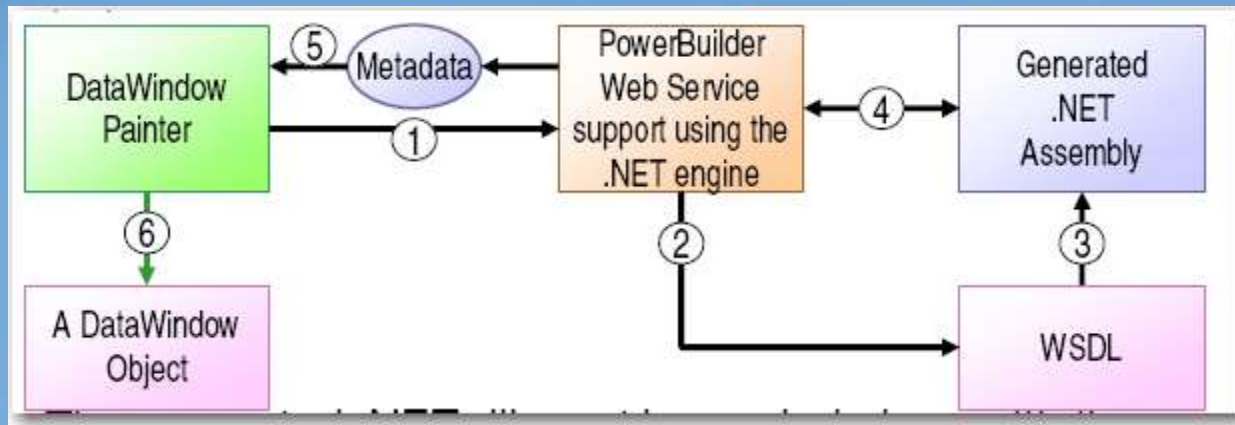 DataWindow
Painter
5
Metadata
1
PowerBuilder
Web Service
support using the
.NET engine
4
Generated
.NET
Assembly
6
2
3
A DataWindow
Object
WSDL